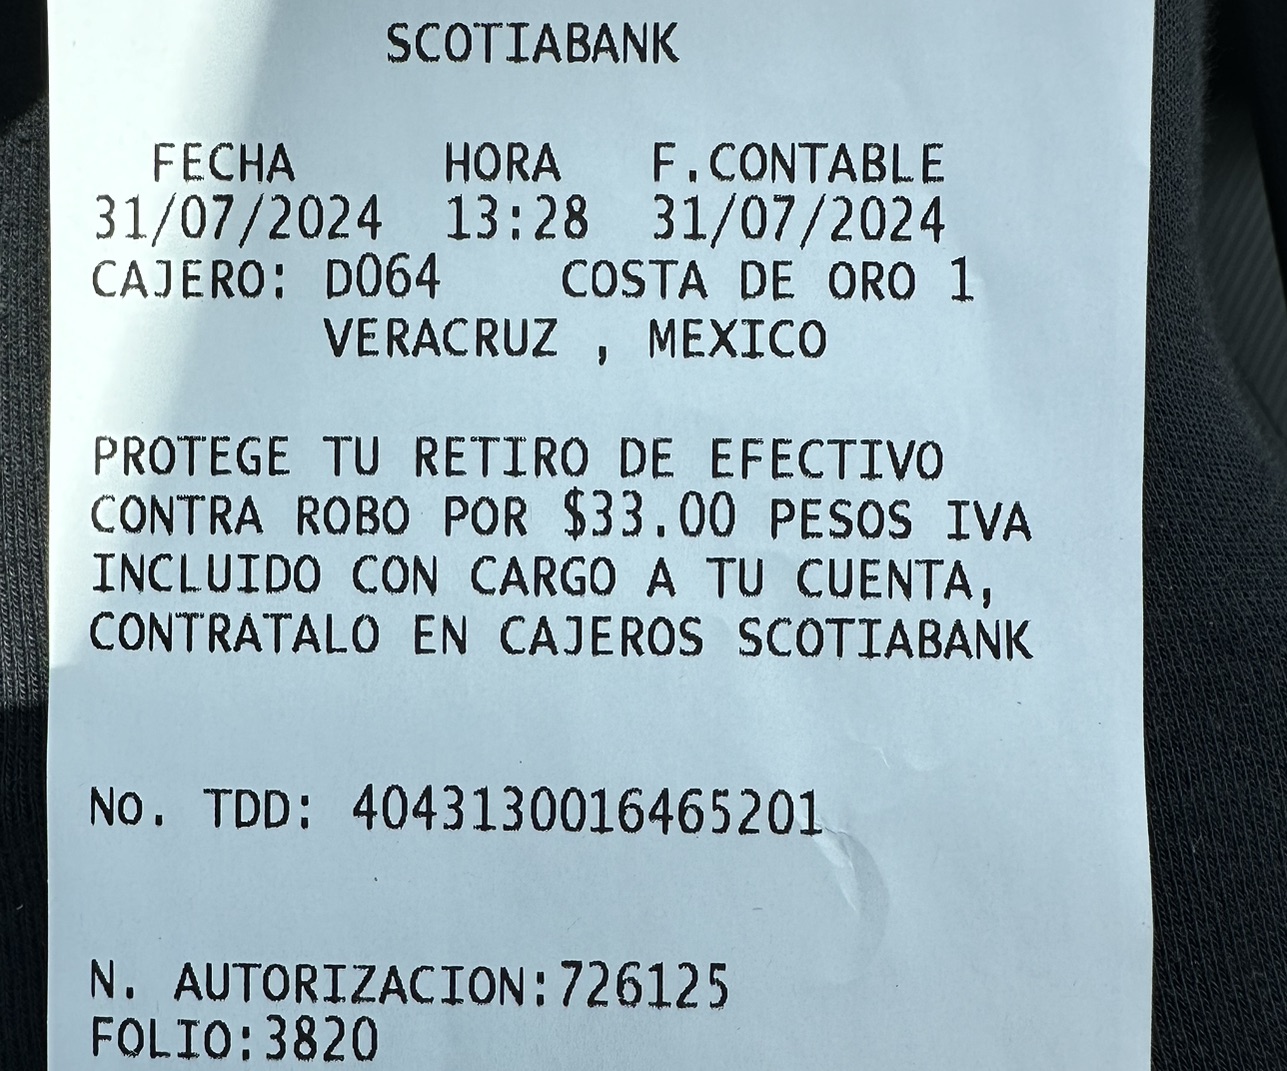 SCOTIABANK
FECHA HORA F.CONTABLE
31/07/2024 13:28 31/07/2024
CAJERO: D064 COSTA DE ORO 1
VERACRUZ , MEXICO
PROTEGE TU RETIRO DE EFECTIVO
CONTRA ROBO POR $33.00 PESOS IVA
INCLUIDO CON CARGO A TU CUENTA,
CONTRATALO EN CAJEROS SCOTIABANK
No. TDD: 4043130016465201
N. AUTORIZACION:726125
FOLIO:3820